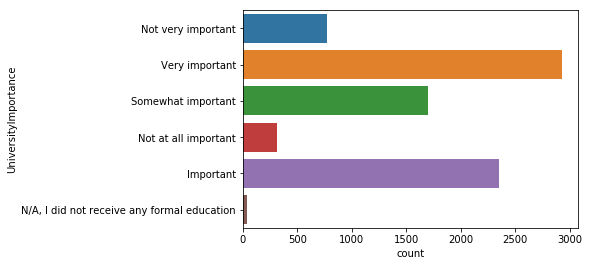 UniversityImportance
Not very important
Very important
Somewhat important
Not at all important
Important
N/A, I did not receive any formal education
0 500 1000 1500 2000 2500 3000
count